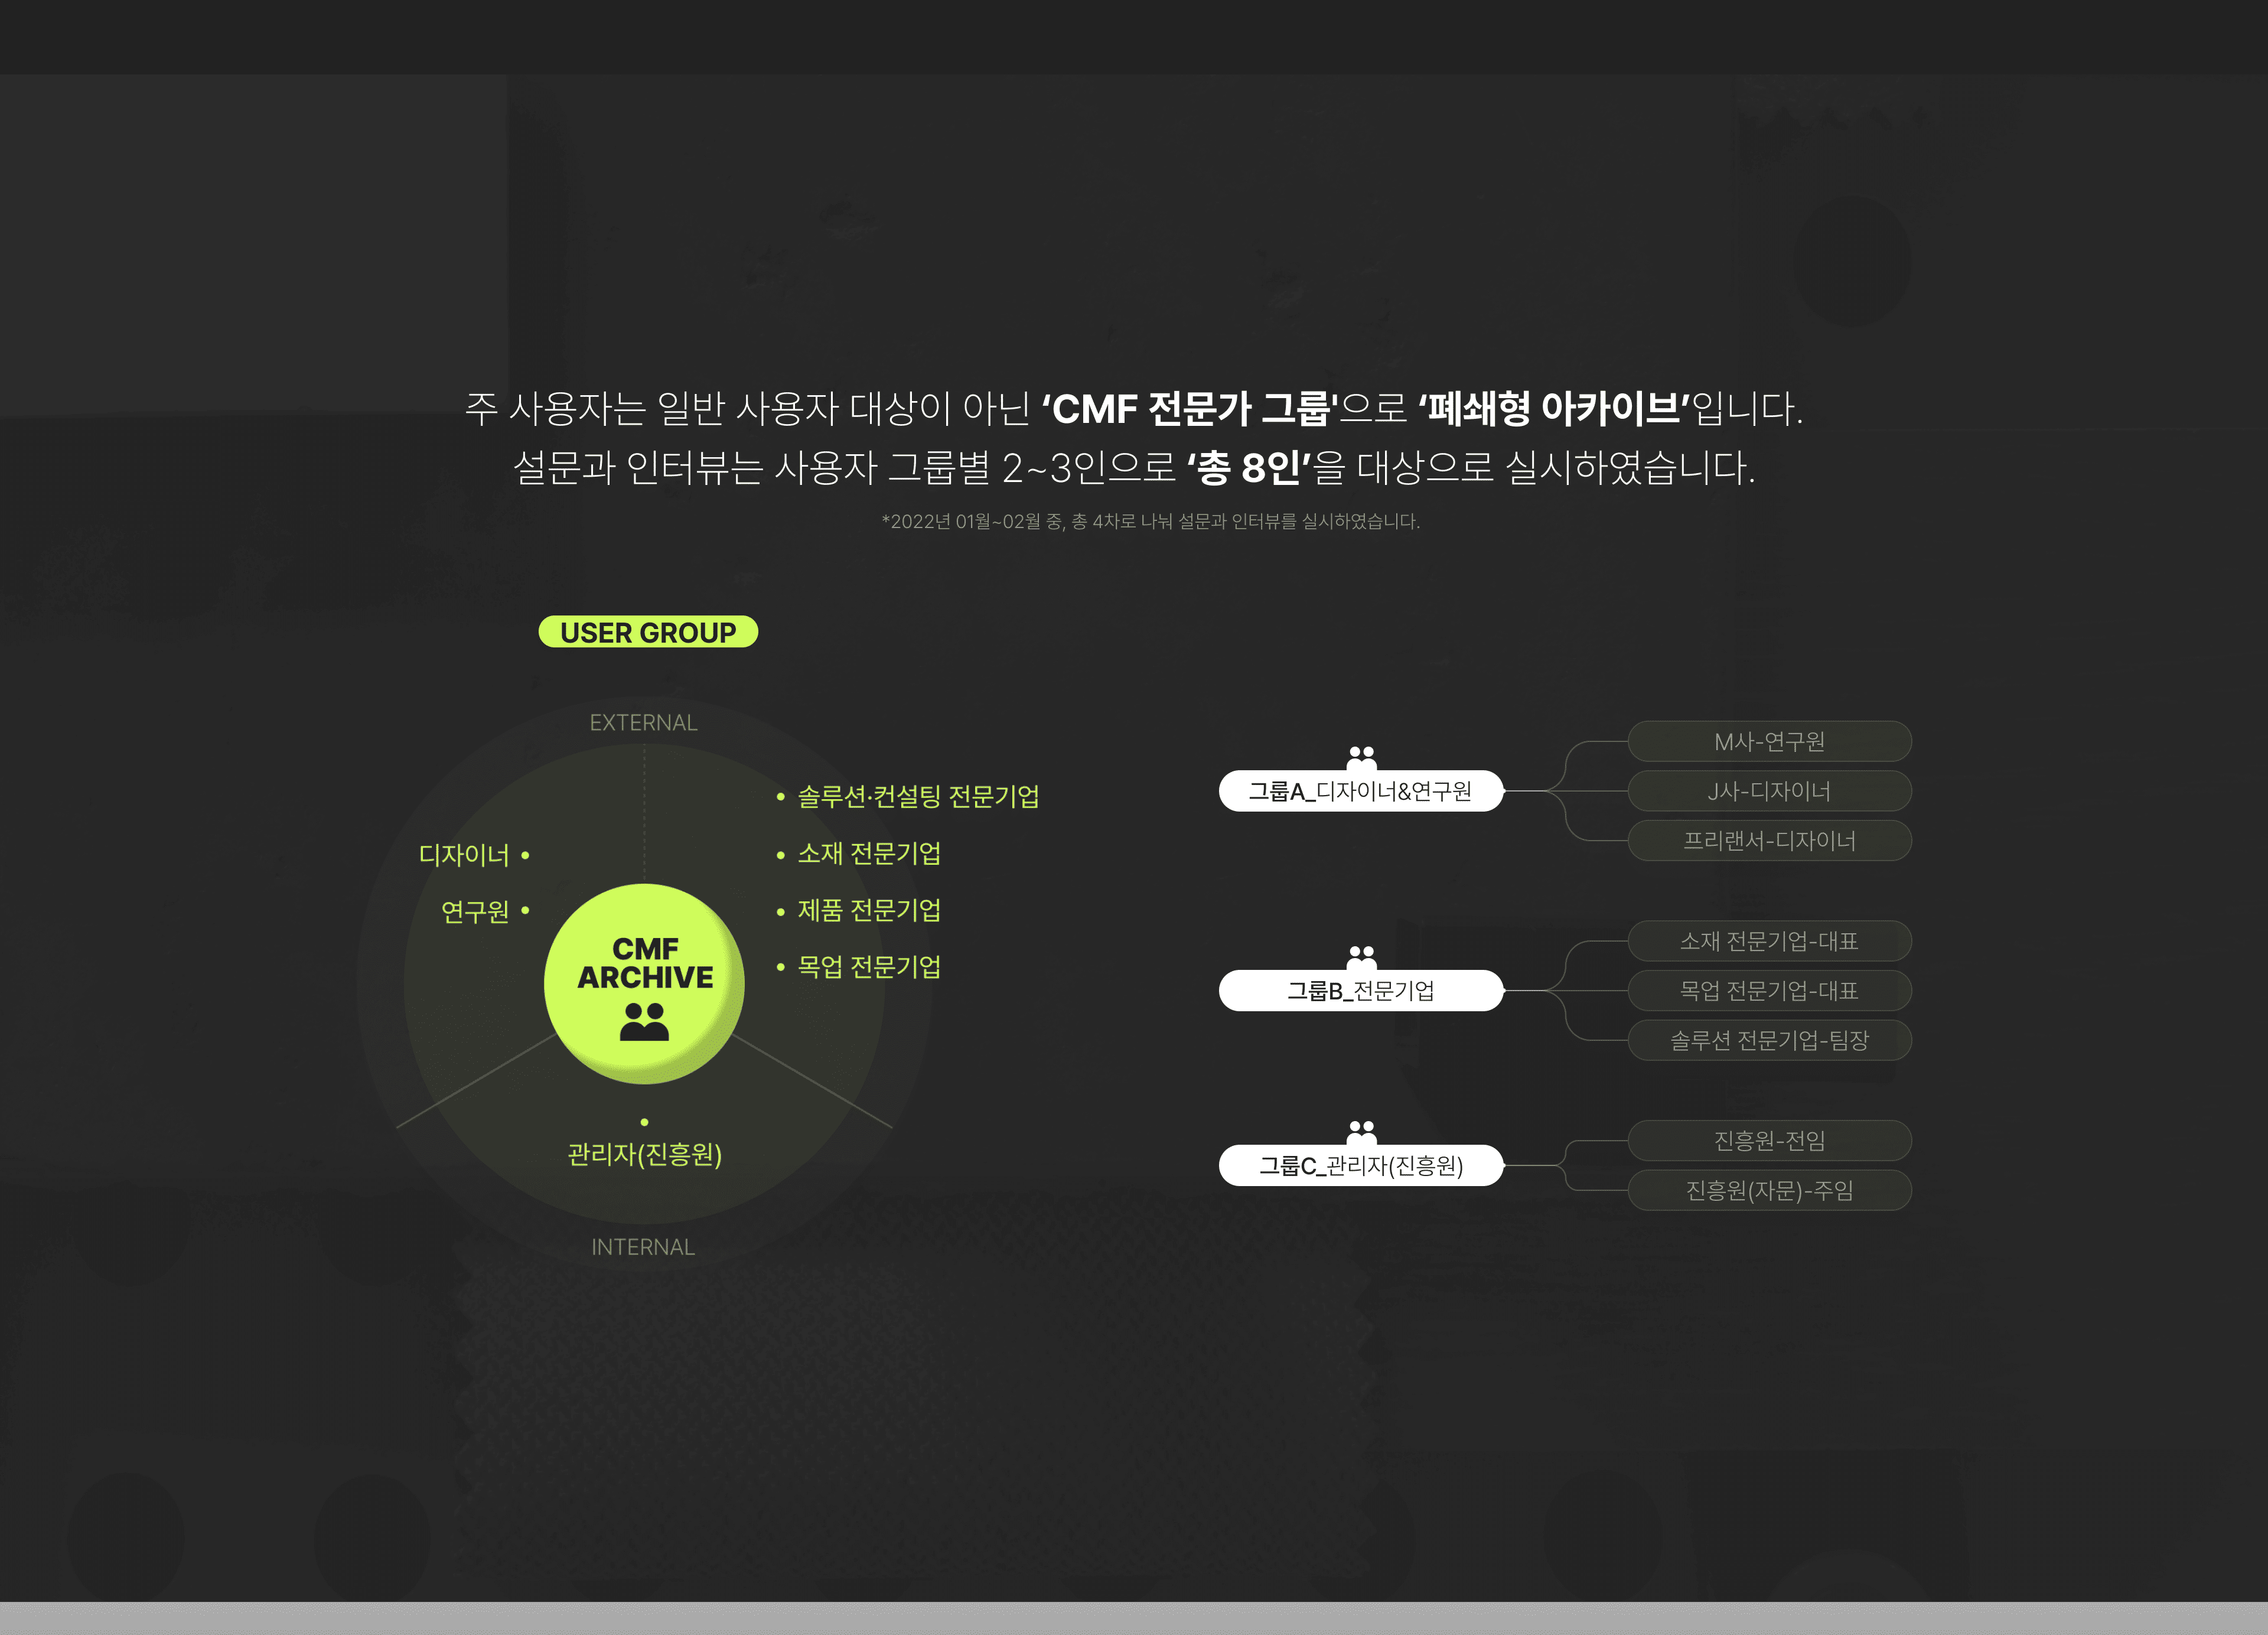 주 사용자는 일반 사용자 대상이 아닌 ‘CMF 전문가 그룹'으로 ‘폐쇄형 아카이브’입니다.
설문과 인터뷰는 사용자 그룹별 2~3인으로 ‘총 8인’을 대상으로 실시하였습니다.
*2022년 01월~02월 중, 총 4차로 나눠 설문과 인터뷰를 실시하였습니다.
USER GROUP
EXTERNAL
디자이너 •
연구원 •
• 솔루션·컨설팅 전문기업
• 소재 전문기업
• 제품 전문기업
• 목업 전문기업
CMF
ARCHIVE
•
관리자(진흥원)
INTERNAL
그룹A_디자이너&연구원
M사-연구원
J사-디자이너
프리랜서-디자이너
그룹B_전문기업
소재 전문기업-대표
목업 전문기업-대표
솔루션 전문기업-팀장
그룹C_관리자(진흥원)
진흥원-전임
진흥원(자문)-주임